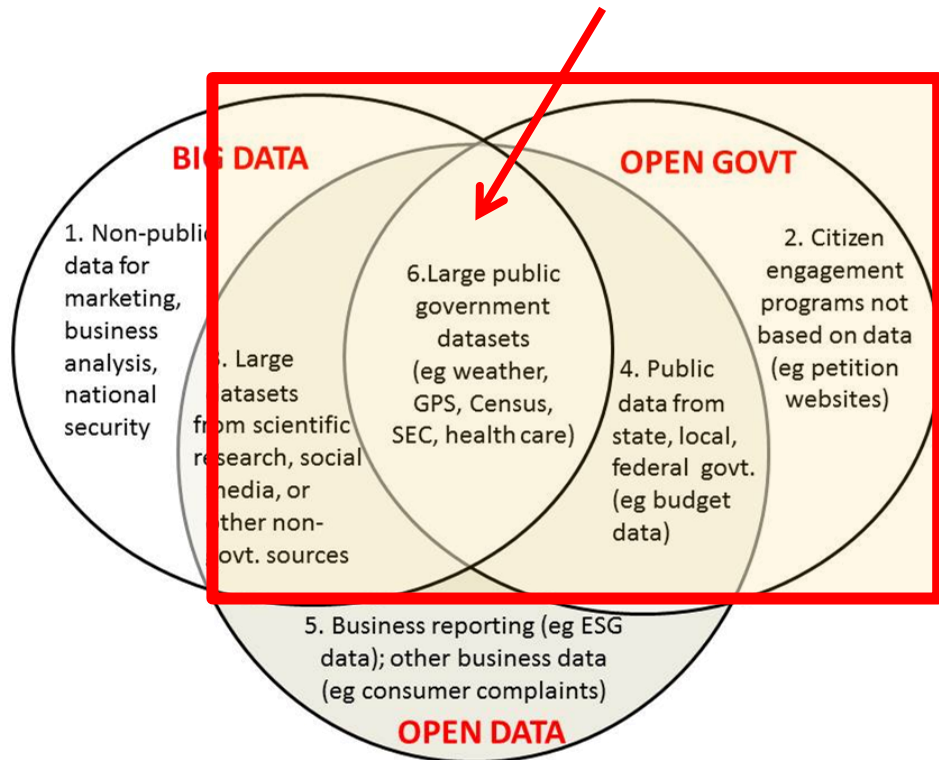 BIG DATA
OPEN GOVT
1. Non-public
data for
marketing,
business
analysis,
national
security
2. Citizen
engagement
programs not
based on data
(eg petition
websites)
6.Large public
government
datasets
(eg weather,
GPS, Census,
SEC, health care)
3. Large
datasets
from scientific
research, social
media, or
other non-
govt. sources
4. Public
data from
state, local,
federal govt.
(eg budget
data)
5. Business reporting (eg ESG
data); other business data
(eg consumer complaints)
OPEN DATA